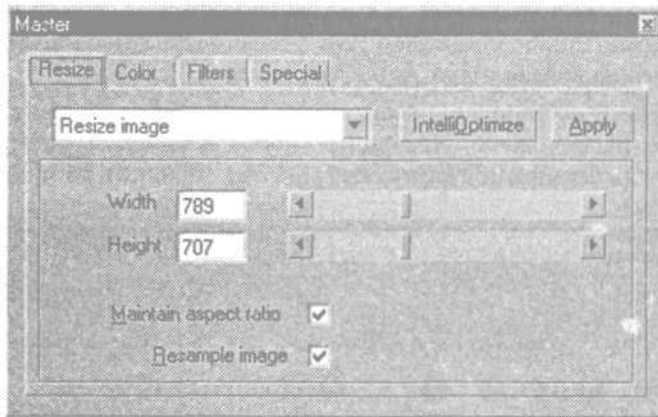 Master
Resize Color Filters Special
Resize image IntelliOptimize Apply
Width 789
Height 707
Maintain aspect ratio
Resample image